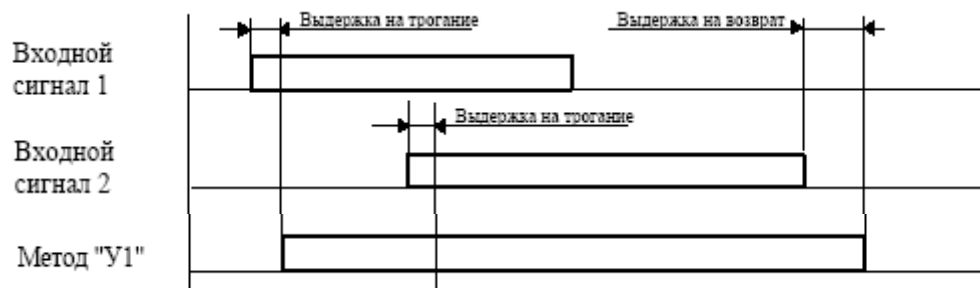 Выдержка на трогание
Выдержка на возврат
Входной
сигнал 1
Выдержка на трогание
Входной
сигнал 2
Метод "У1"